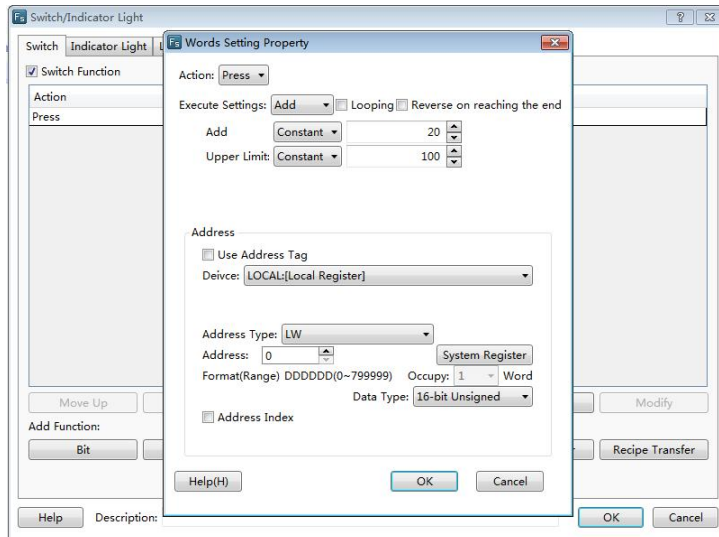 Fs Switch/Indicator Light
Switch Indicator Light L
Switch Function
Action
Press
Move Up
Modify
Add Function:
Bit
Recipe Transfer
Help Description: OK Cancel
Fs Words Setting Property
Action: Press
Execute Settings: Add Looping Reverse on reaching the end
Add Constant 20
Upper Limit: Constant 100
Address
Use Address Tag
Deivce: LOCAL:[Local Register]
Address Type: LW
Address: 0 System Register
Format(Range) DDDDDD(0~799999) Occupy: 1 Word
Data Type: 16-bit Unsigned
Address Index
Help(H) OK Cancel